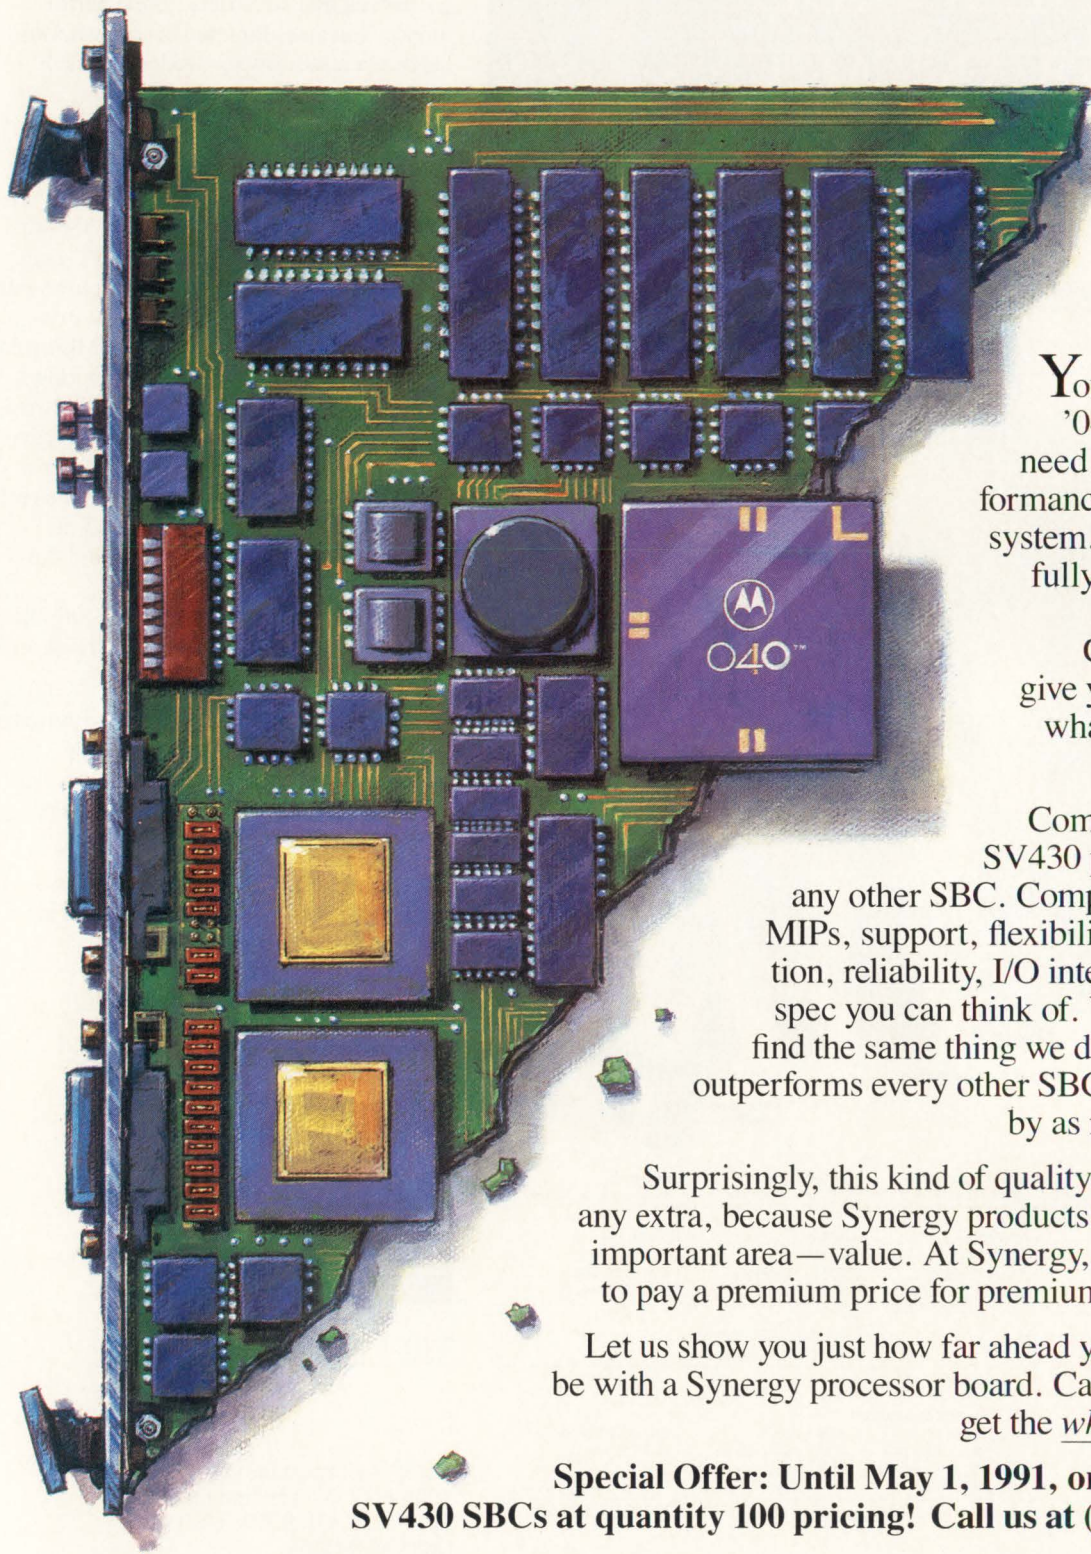 040™
Yo
’0
need
formanc
system.
fully
give y
wha
Com
SV430
any other SBC. Comp
MIPs, support, flexibili
tion, reliability, I/O inte
spec you can think of.
find the same thing we d
outperforms every other SBC
by as
Surprisingly, this kind of quality
any extra, because Synergy products
important area—value. At Synergy,
to pay a premium price for premium
Let us show you just how far ahead y
be with a Synergy processor board. Ca
get the wh
Special Offer: Until May 1, 1991, or
SV430 SBCs at quantity 100 pricing! Call us at (